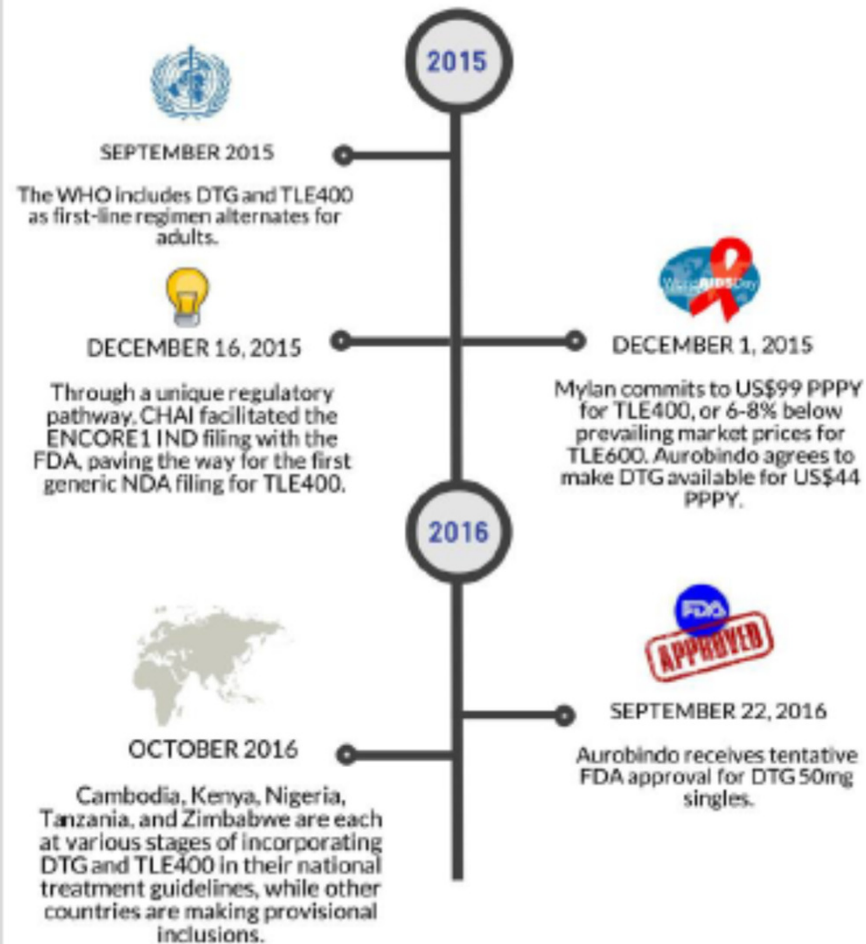 2015
SEPTEMBER 2015
The WHO includes DTG and TLE400
as first-line regimen alternates for
adults.
World AIDS Day
DECEMBER 1, 2015
Mylan commits to US$99 PPPY
for TLE400, or 6-8% below
prevailing market prices for
TLE600. Aurobindo agrees to
make DTG available for US$44
PPPY.
DECEMBER 16, 2015
Through a unique regulatory
pathway, CHAI facilitated the
ENCORE1 IND filing with the
FDA, paving the way for the first
generic NDA filing for TLE400.
2016
FDA
APPROVED
SEPTEMBER 22, 2016
Aurobindo receives tentative
FDA approval for DTG 50mg
singles.
OCTOBER 2016
Cambodia, Kenya, Nigeria,
Tanzania, and Zimbabwe are each
at various stages of incorporating
DTG and TLE400 in their national
treatment guidelines, while other
countries are making provisional
inclusions.